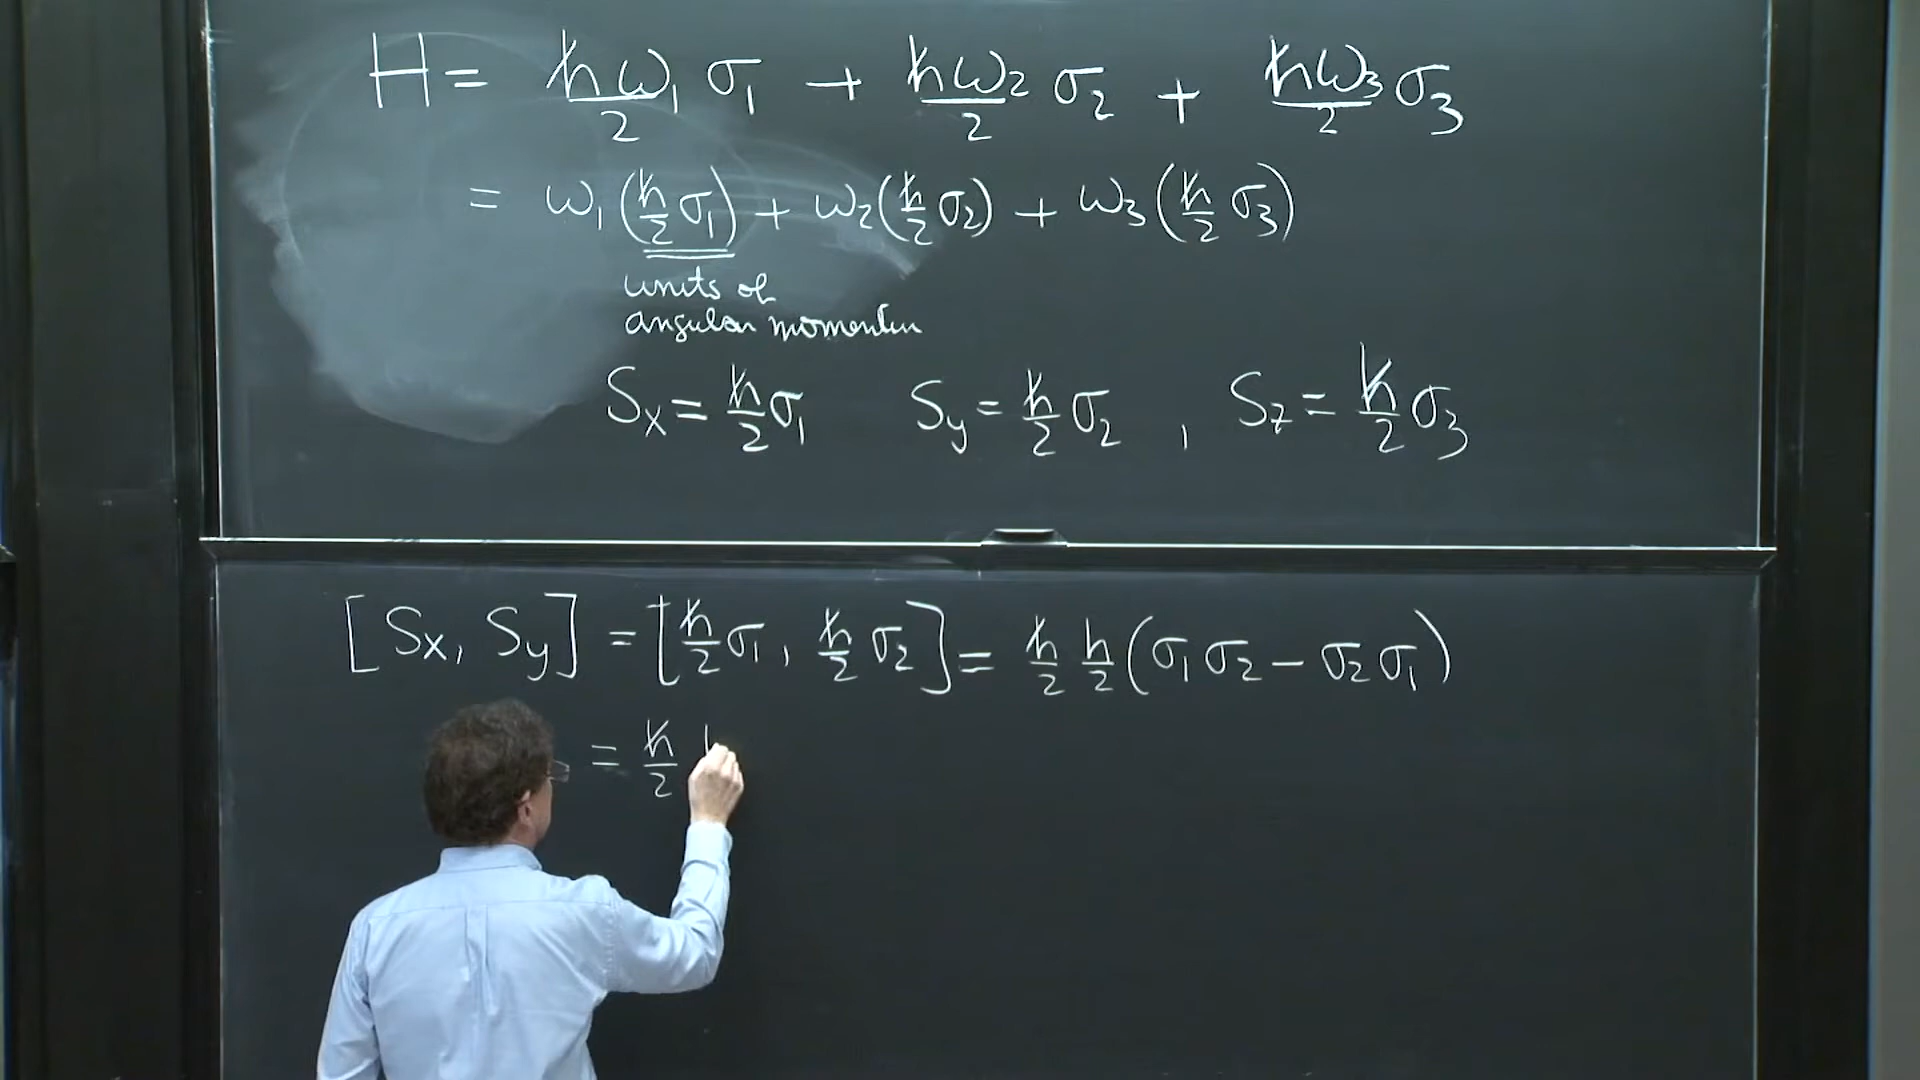 H = ħω₁/2 σ₁ + ħω₂/2 σ₂ + ħω₃/2 σ₃
= ω₁(ħ/2 σ₁) + ω₂(ħ/2 σ₂) + ω₃(ħ/2 σ₃)
units of
angular momentum
Sx = ħ/2 σ₁ Sy = ħ/2 σ₂ , Sz = ħ/2 σ₃
[Sx, Sy] = [ħ/2 σ₁, ħ/2 σ₂] = ħ/2 ħ/2 (σ₁σ₂ − σ₂σ₁)
= ħ/2